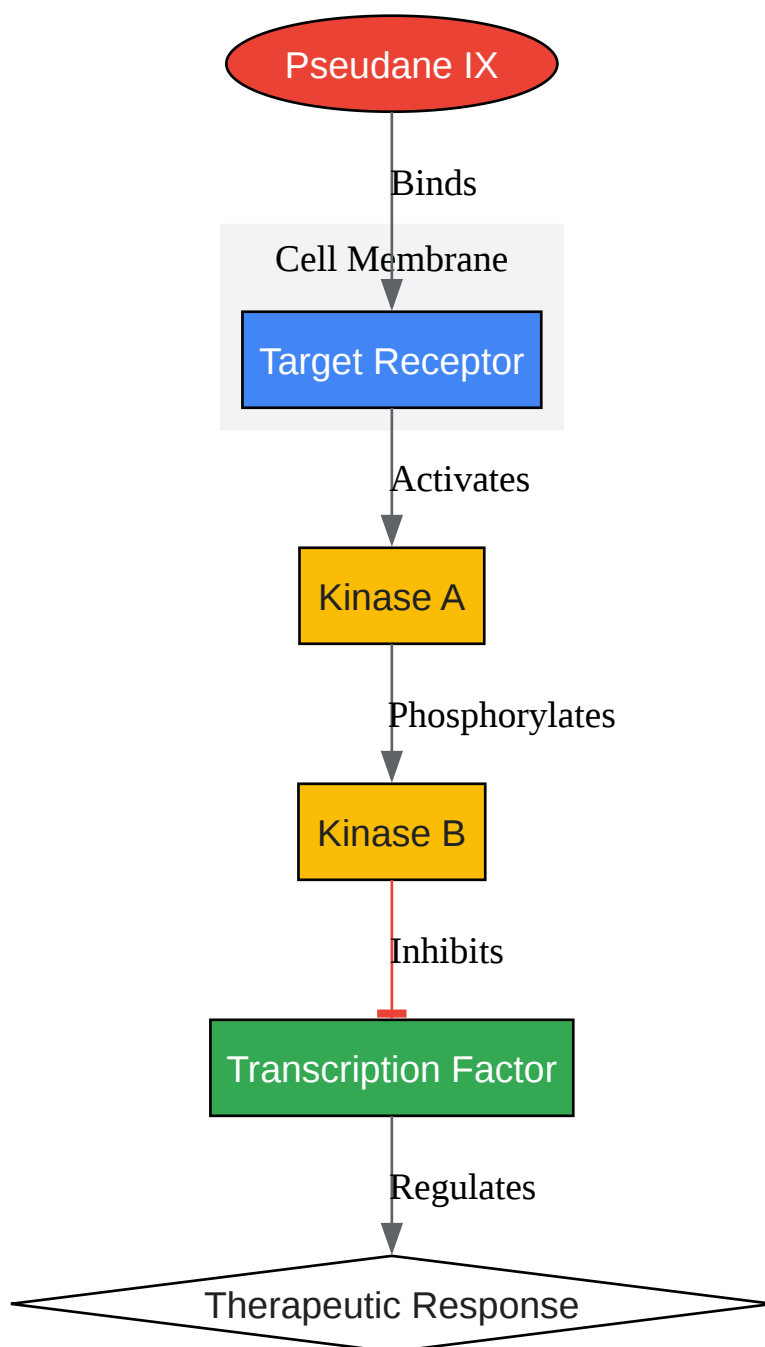 Pseudane IX
Binds
Cell Membrane
Target Receptor
Activates
Kinase A
Phosphorylates
Kinase B
Inhibits
Transcription Factor
Regulates
Therapeutic Response